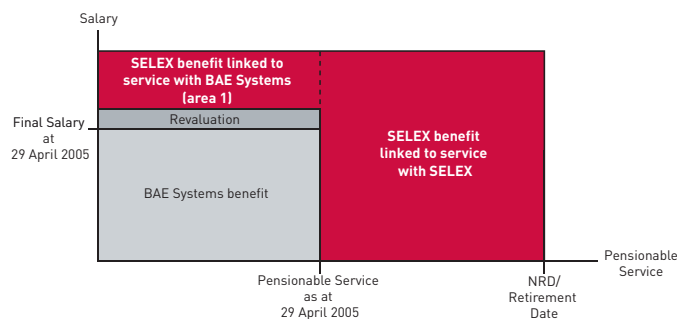 Salary
SELEX benefit linked to
service with BAE Systems
(area 1)
Revaluation
Final Salary
at
29 April 2005
SELEX benefit
linked to service
with SELEX
BAE Systems benefit
Pensionable
Service
Pensionable Service
as at
29 April 2005
NRD/
Retirement
Date